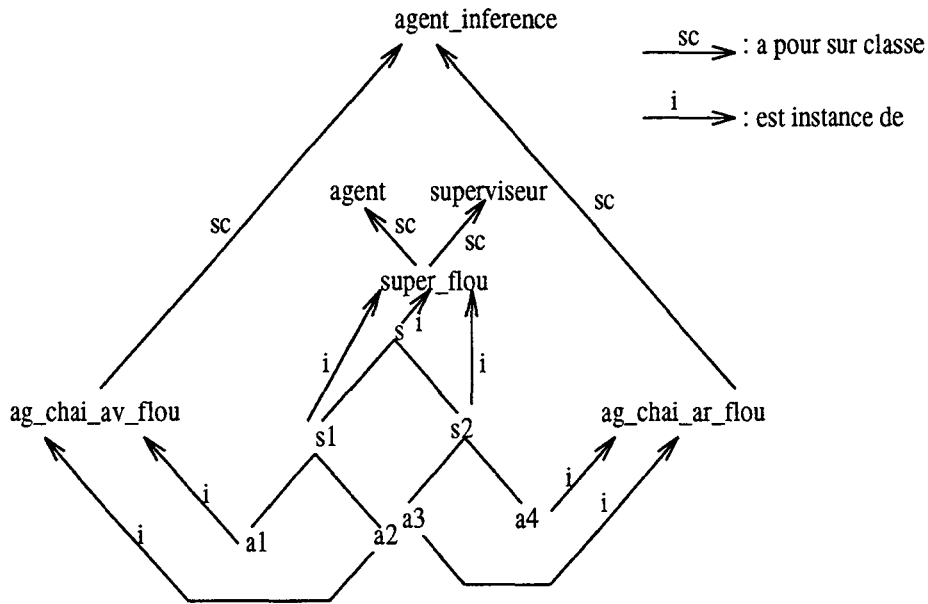 agent_inference
sc : a pour sur classe
i : est instance de
agent superviseur
sc sc
sc sc
super_flou
i
s
i i
ag_chai_av_flou s1 s2 ag_chai_ar_flou
i i i i
a1 a2 a3 a4